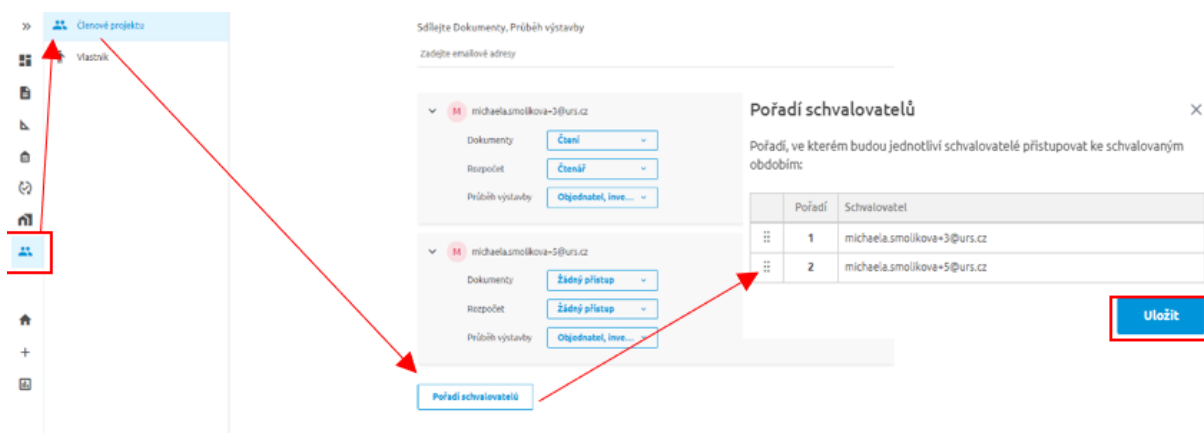 Členové projektu
Vlastník
Sdílejte Dokumenty, Průběh výstavby
Zadejte emailové adresy
M michaela.smolikova+3@urs.cz
Dokumenty Čtení
Rozpočet Čtenář
Průběh výstavby Objednatel, inve...
M michaela.smolikova+5@urs.cz
Dokumenty Žádný přístup
Rozpočet Žádný přístup
Průběh výstavby Objednatel, inve...
Pořadí schvalovatelů
Pořadí schvalovatelů
Pořadí, ve kterém budou jednotliví schvalovatelé přistupovat ke schvalovaným
obdobím:
Pořadí Schvalovatel
1 michaela.smolikova+3@urs.cz
2 michaela.smolikova+5@urs.cz
Uložit